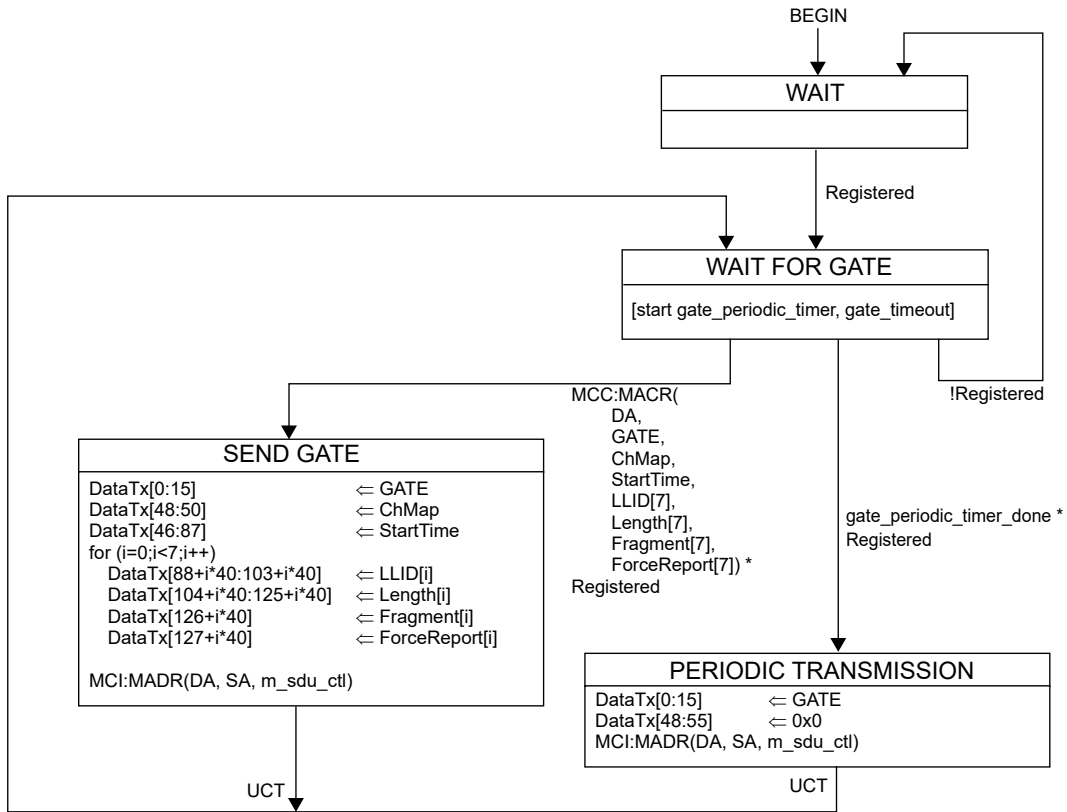 BEGIN
WAIT
Registered
WAIT FOR GATE
[start gate_periodic_timer, gate_timeout]
MCC:MACR(
DA,
GATE,
ChMap,
StartTime,
LLID[7],
Length[7],
Fragment[7],
ForceReport[7]) *
Registered
!Registered
gate_periodic_timer_done *
Registered
SEND GATE
DataTx[0:15] ⇐ GATE
DataTx[48:50] ⇐ ChMap
DataTx[46:87] ⇐ StartTime
for (i=0;i<7;i++)
DataTx[88+i*40:103+i*40] ⇐ LLID[i]
DataTx[104+i*40:125+i*40] ⇐ Length[i]
DataTx[126+i*40] ⇐ Fragment[i]
DataTx[127+i*40] ⇐ ForceReport[i]
MCI:MADR(DA, SA, m_sdu_ctl)
UCT
PERIODIC TRANSMISSION
DataTx[0:15] ⇐ GATE
DataTx[48:55] ⇐ 0x0
MCI:MADR(DA, SA, m_sdu_ctl)
UCT